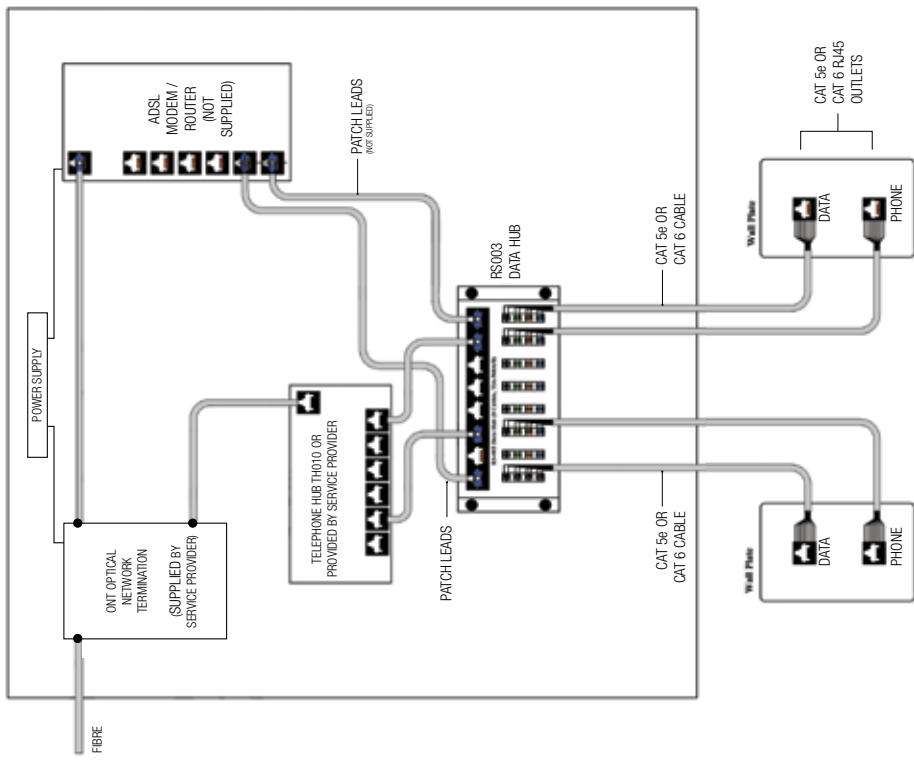 POWER SUPPLY
ADSL
MODEM /
ROUTER
(NOT
SUPPLIED)
PATCH LEADS
(NOT SUPPLIED)
ONT OPTICAL
NETWORK
TERMINATION
(SUPPLIED BY
SERVICE PROVIDER)
FIBRE
TELEPHONE HUB TH010 OR
PROVIDED BY SERVICE PROVIDER
PATCH LEADS
RS003
DATA HUB
CAT 5e OR
CAT 6 CABLE
CAT 5e OR
CAT 6 CABLE
CAT 5e OR
CAT 6 RJ45
OUTLETS
Wall Plate
DATA
PHONE
Wall Plate
DATA
PHONE